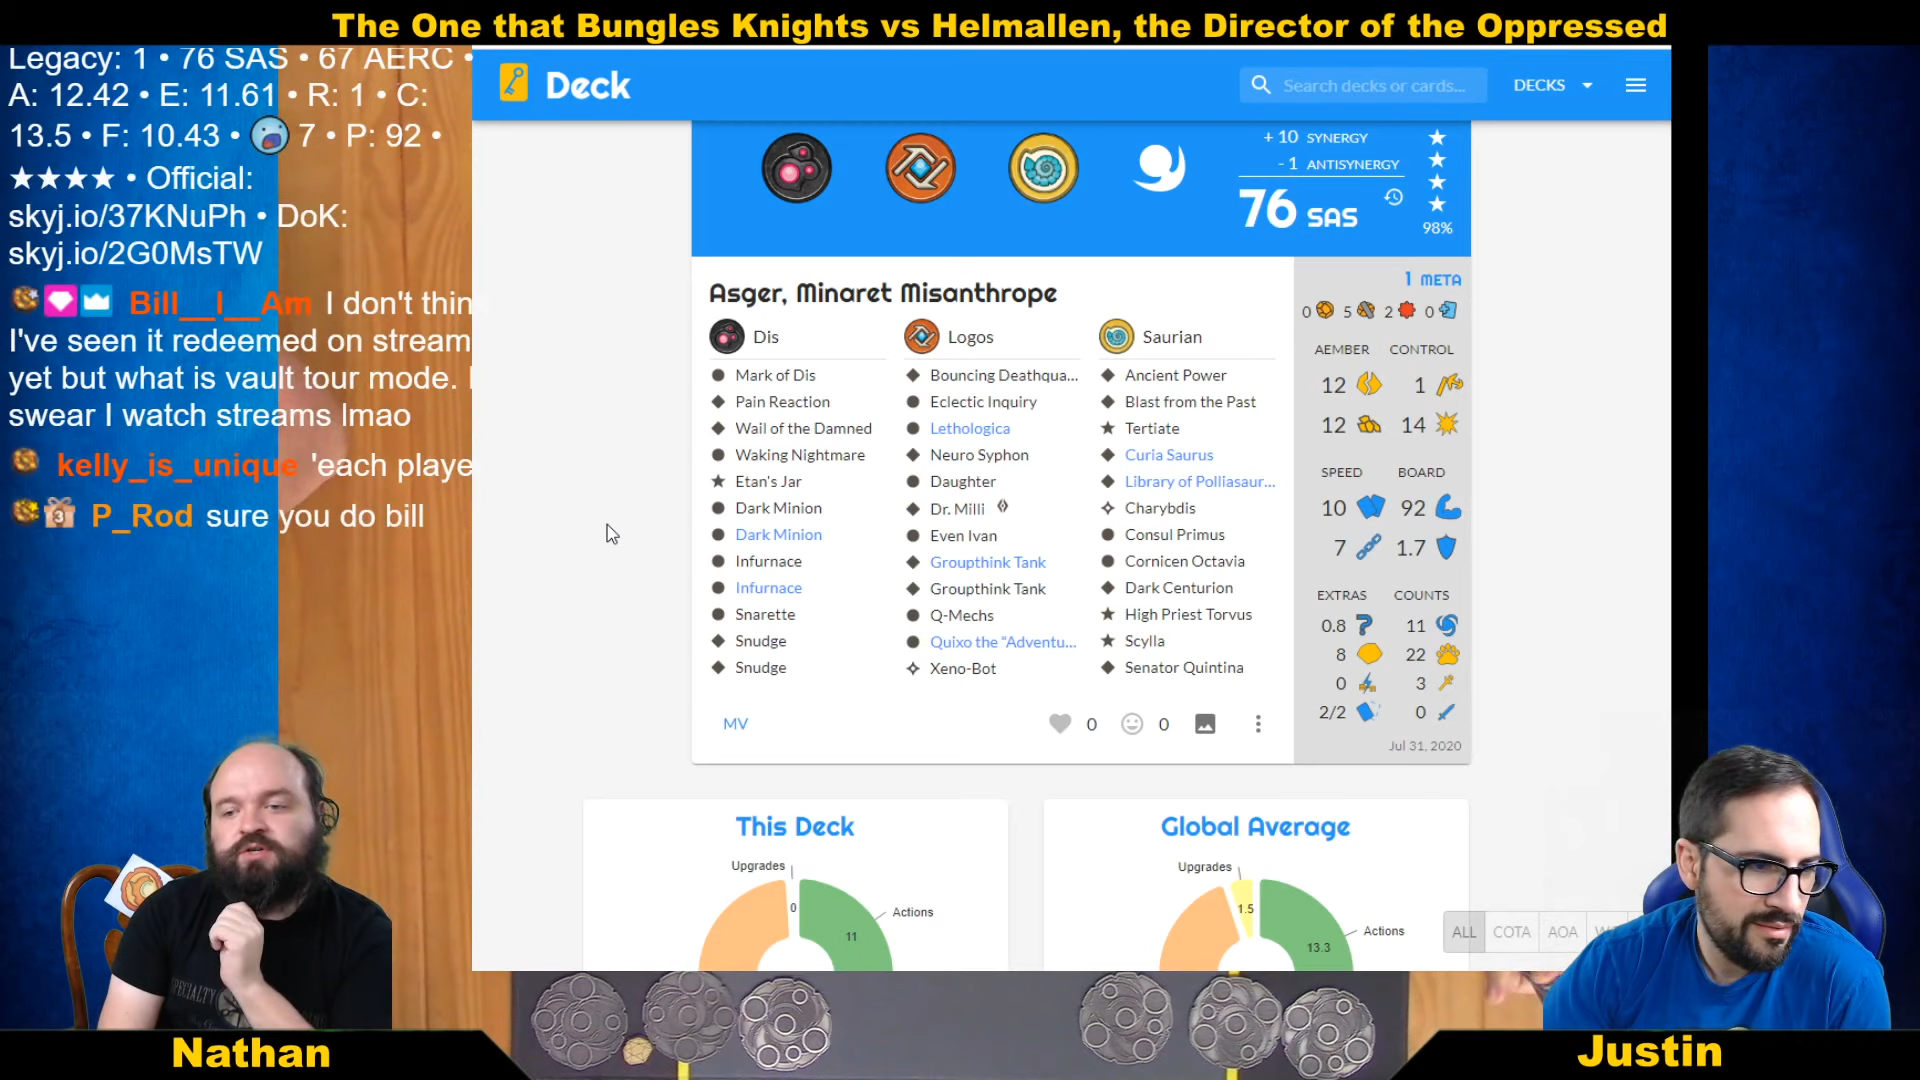 The One that Bungles Knights vs Helmallen, the Director of the Oppressed
Legacy: 1 • 76 SAS • 67 AERC •
A: 12.42 • E: 11.61 • R: 1 • C:
13.5 • F: 10.43 • 7 • P: 92 •
★★★★ • Official:
skyj.io/37KNuPh • DoK:
skyj.io/2G0MsTW
Bill__I__Am I don't thin
I've seen it redeemed on stream
yet but what is vault tour mode.
swear I watch streams lmao
kelly_is_unique 'each playe
P_Rod sure you do bill
Deck
Search decks or cards...
DECKS
+ 10 SYNERGY
- 1 ANTISYNERGY
76 SAS
98%
Asger, Minaret Misanthrope
Dis
Mark of Dis
Pain Reaction
Wail of the Damned
Waking Nightmare
Etan's Jar
Dark Minion
Dark Minion
Infurnace
Infurnace
Snarette
Snudge
Snudge
Logos
Bouncing Deathqua...
Eclectic Inquiry
Lethologica
Neuro Syphon
Daughter
Dr. Milli
Even Ivan
Groupthink Tank
Groupthink Tank
Q-Mechs
Quixo the "Adventu...
Xeno-Bot
Saurian
Ancient Power
Blast from the Past
Tertiate
Curia Saurus
Library of Polliasaur...
Charybdis
Consul Primus
Cornicen Octavia
Dark Centurion
High Priest Torvus
Scylla
Senator Quintina
MV
0
0
1 META
0 5 2 0
AEMBER CONTROL
12 1
12 14
SPEED BOARD
10 92
7 1.7
EXTRAS COUNTS
0.8 11
8 22
0 3
2/2 0
Jul 31, 2020
This Deck
Upgrades
0
Actions
11
Global Average
Upgrades
1.5
Actions
13.3
ALL COTA AOA
SPECIALTY
Nathan
Justin